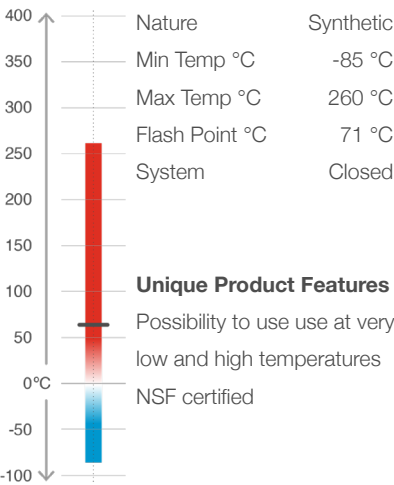 400
350
300
250
200
150
100
50
0°C
-50
-100
Nature Synthetic
Min Temp °C -85 °C
Max Temp °C 260 °C
Flash Point °C 71 °C
System Closed
Unique Product Features
Possibility to use use at very
low and high temperatures
NSF certified